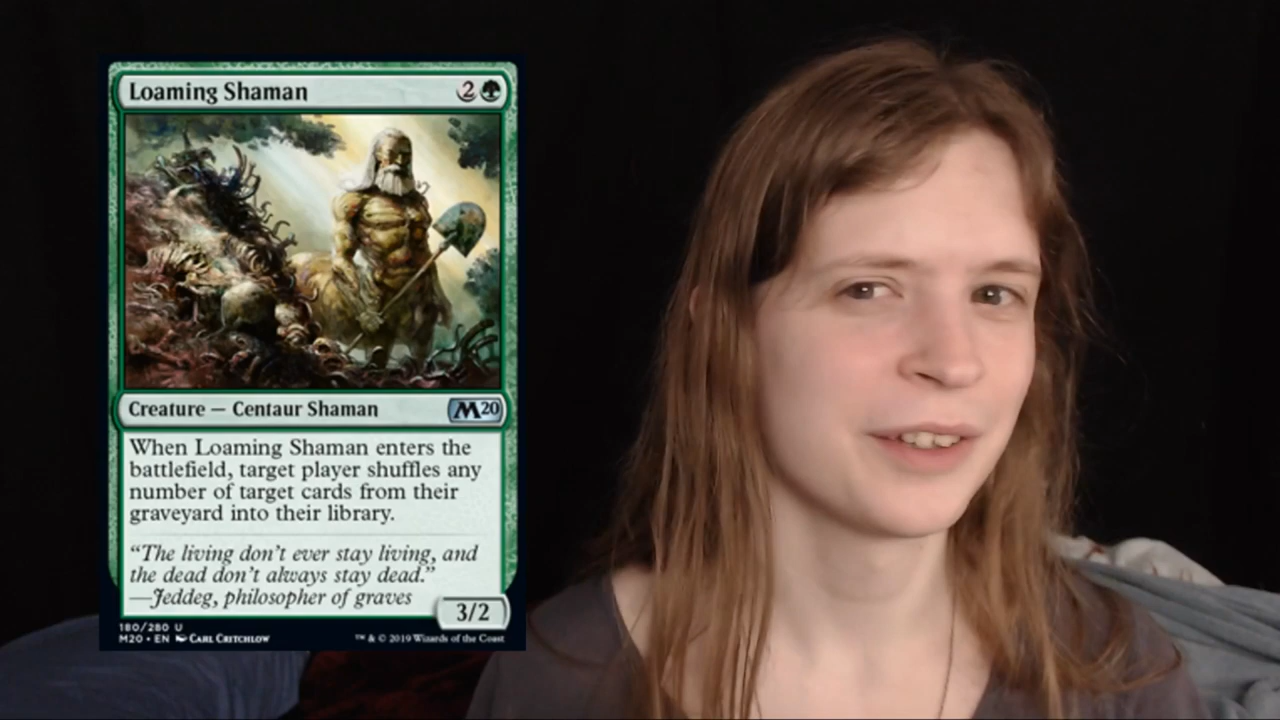 Loaming Shaman 2
Creature — Centaur Shaman M20
When Loaming Shaman enters the
battlefield, target player shuffles any
number of target cards from their
graveyard into their library.
“The living don’t ever stay living, and
the dead don’t always stay dead.”
—Jeddeg, philosopher of graves
3/2
180/280 U
M20 • EN Carl Critchlow ™ & © 2019 Wizards of the Coast